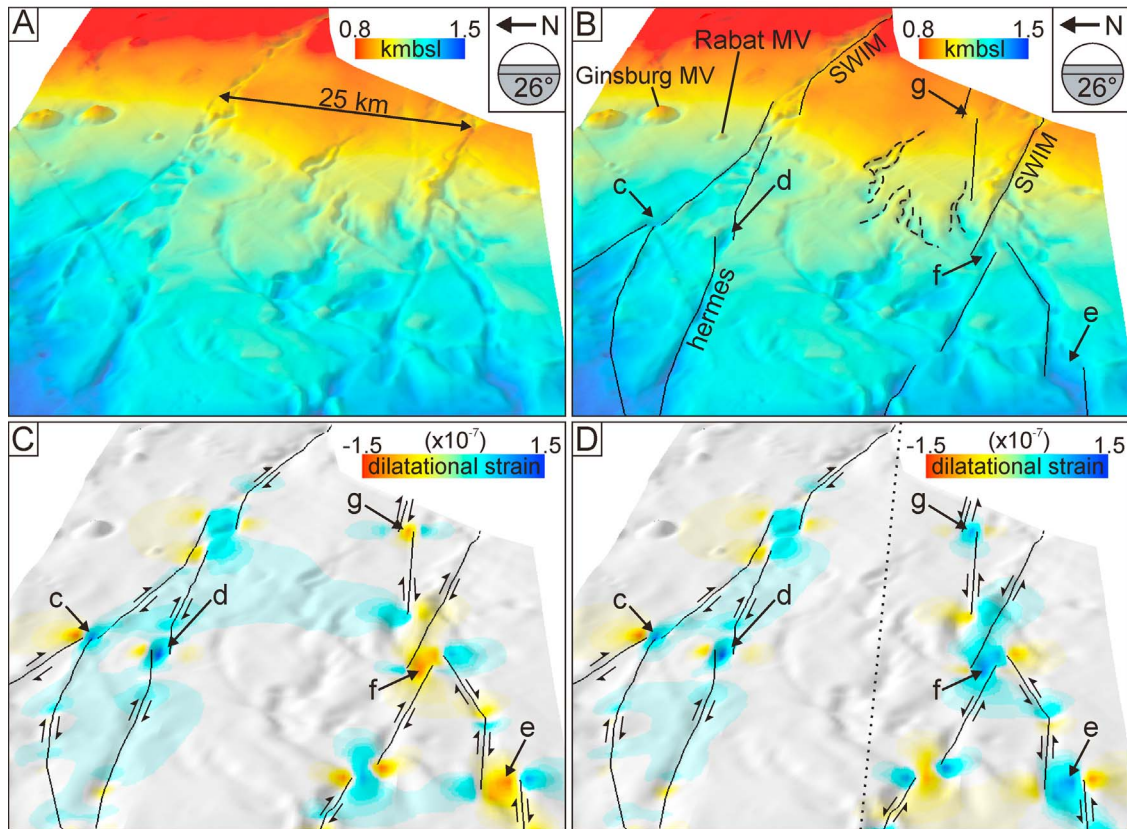 A
0.8 1.5
kmbsl
N
26°
25 km
B
0.8 1.5
kmbsl
N
26°
Rabat MV
Ginsburg MV
SWIM
g
c
d
SWIM
f
hermes
e
C
-1.5 (x10⁻⁷) 1.5
dilatational strain
g
c
d
f
e
D
-1.5 (x10⁻⁷) 1.5
dilatational strain
g
c
d
f
e